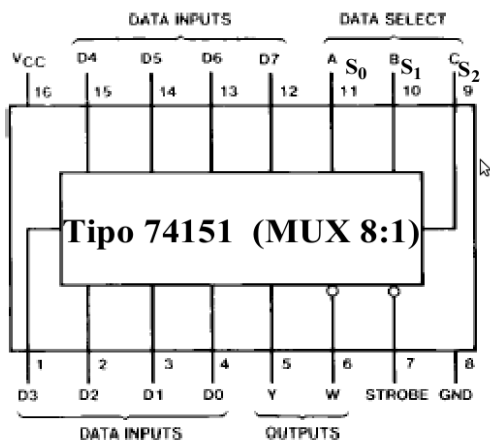 DATA INPUTS DATA SELECT
VCC D4 D5 D6 D7 A S0 B S1 C S2
16 15 14 13 12 11 10 9
Tipo 74151 (MUX 8:1)
1 2 3 4 5 6 7 8
D3 D2 D1 D0 Y W STROBE GND
DATA INPUTS OUTPUTS